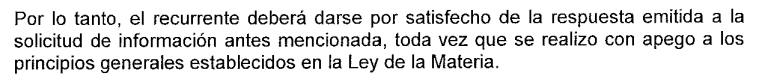 Por lo tanto, el recurrente deberá darse por satisfecho de la respuesta emitida a la
solicitud de información antes mencionada, toda vez que se realizo con apego a los
principios generales establecidos en la Ley de la Materia.